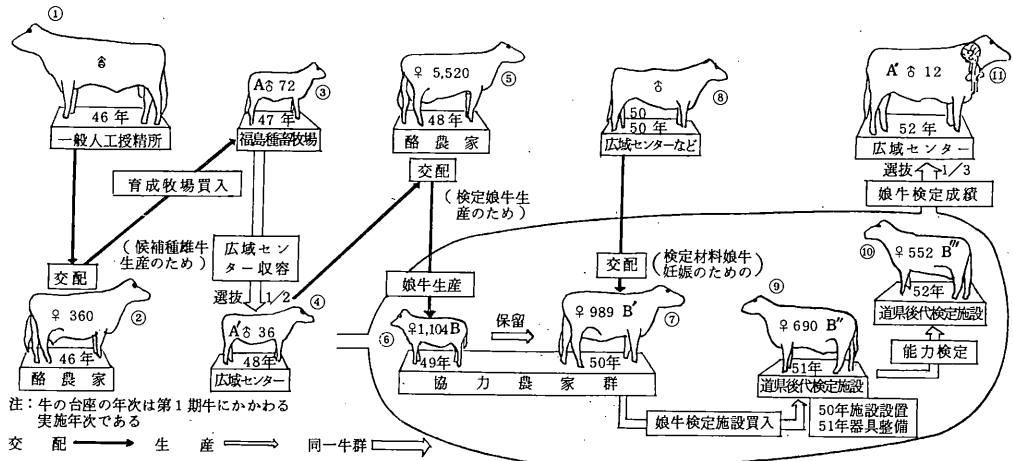 ①
♂
46年
一般人工授精所
育成牧場買入
交配
(候補種雄牛
生産のため)
♀ 360
②
46年
酪農家
A♂72
③
47年
福島種畜牧場
広域セン
ター収容
選抜 1/2
④
A′♂36
48年
広域センター
⑤
♀ 5,520
48年
酪農家
交配
(検定娘牛生
産のため)
娘牛生産
⑥
♀1,104B
49年
保留
♀989 B′
⑦
50年
協力農家群
⑧
♂
50
50年
広域センターなど
交配
(検定材料娘牛
妊娠のための)
⑨
♀690 B″
51年
道県後代検定施設
娘牛検定施設買入
50年施設設置
51年器具整備
能力検定
⑩
♀552 B‴
52年
道県後代検定施設
娘牛検定成績
選抜 1/3
A″ ♂ 12
⑪
52年
広域センター
注:牛の台座の年次は第1期牛にかかわる
実施年次である
交配 生産 同一牛群